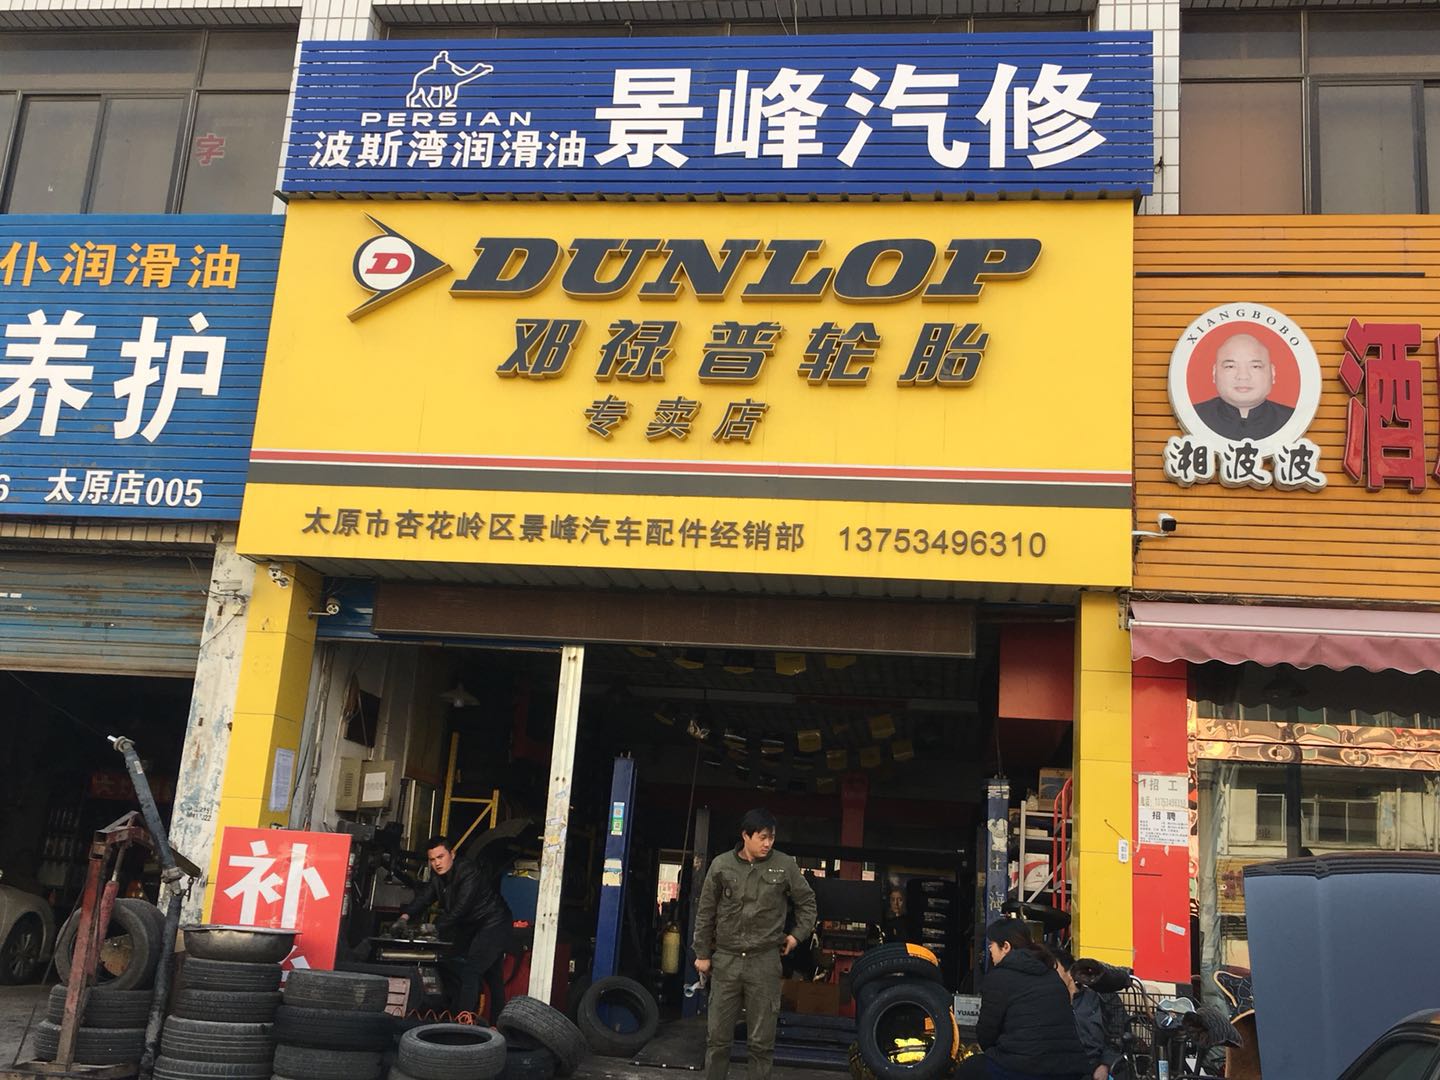 PERSIAN
波斯湾润滑油
景峰汽修
字
仆润滑油
养护
6 太原店005
D
DUNLOP
邓禄普轮胎
专卖店
太原市杏花岭区景峰汽车配件经销部 13753496310
XIANGBOBO
湘波波
酒
补
招工
招聘
YUASA